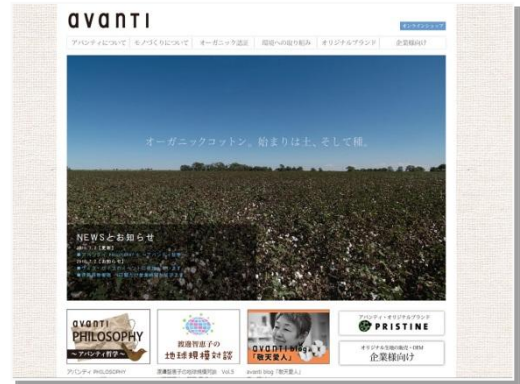 avanti
オンラインショップ
アバンティについて モノづくりについて オーガニック認証 環境への取り組み オリジナルブランド 企業様向け
オーガニックコットン。始まりは土、そして種。
NEWSとお知らせ
avanti
PHILOSOPHY
～アバンティ哲学～
渡邊智恵子の
地球規模対談
avanti blog
「敬天愛人」
アバンティ・オリジナルブランド
PRISTINE
オリジナル生地の販売・OEM
企業様向け
アバンティ PHILOSOPHY
渡邊智恵子の地球規模対談 Vol.9
avanti blog 「敬天愛人」